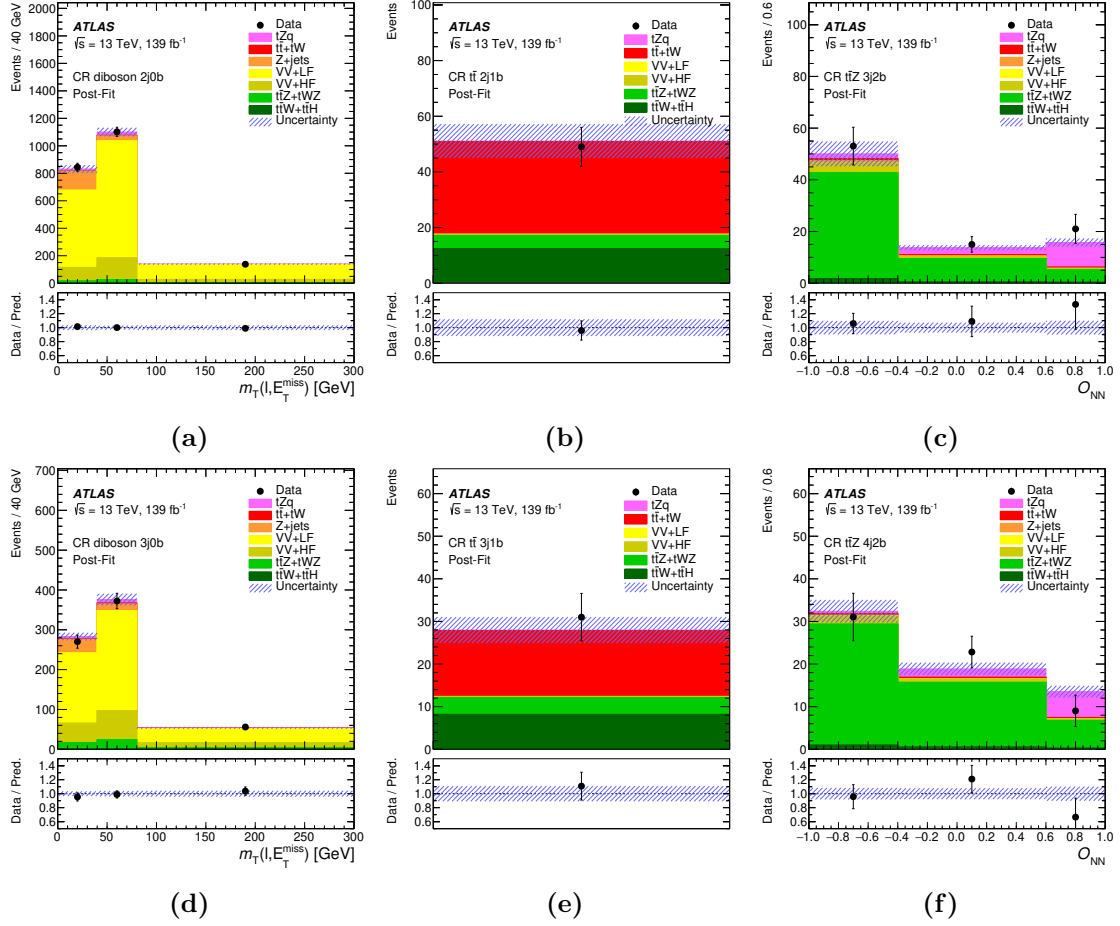 Events / 40 GeV
2000
1800
1600
1400
1200
1000
800
600
400
200
0
ATLAS
√s = 13 TeV, 139 fb⁻¹
CR diboson 2j0b
Post-Fit
Data
tZq
tt̄+tW
Z+jets
VV+LF
VV+HF
tt̄Z+tWZ
tt̄W+tt̄H
Uncertainty
Data / Pred.
1.4
1.2
1.0
0.8
0.6
0 50 100 150 200 250 300
m_T(l,E_T^miss) [GeV]
(a)
Events
100
80
60
40
20
0
ATLAS
√s = 13 TeV, 139 fb⁻¹
CR tt̄ 2j1b
Post-Fit
Data
tZq
tt̄+tW
VV+LF
VV+HF
tt̄Z+tWZ
tt̄W+tt̄H
Uncertainty
Data / Pred.
1.4
1.2
1.0
0.8
0.6
(b)
Events / 0.6
100
80
60
40
20
0
ATLAS
√s = 13 TeV, 139 fb⁻¹
CR tt̄Z 3j2b
Post-Fit
Data
tZq
tt̄+tW
Z+jets
VV+LF
VV+HF
tt̄Z+tWZ
tt̄W+tt̄H
Uncertainty
Data / Pred.
1.4
1.2
1.0
0.8
0.6
−1.0 −0.8 −0.6 −0.4 −0.2 0.0 0.2 0.4 0.6 0.8 1.0
O_NN
(c)
Events / 40 GeV
700
600
500
400
300
200
100
0
ATLAS
√s = 13 TeV, 139 fb⁻¹
CR diboson 3j0b
Post-Fit
Data
tZq
tt̄+tW
Z+jets
VV+LF
VV+HF
tt̄Z+tWZ
tt̄W+tt̄H
Uncertainty
Data / Pred.
1.4
1.2
1.0
0.8
0.6
0 50 100 150 200 250 300
m_T(l,E_T^miss) [GeV]
(d)
Events
60
50
40
30
20
10
0
ATLAS
√s = 13 TeV, 139 fb⁻¹
CR tt̄ 3j1b
Post-Fit
Data
tZq
tt̄+tW
VV+LF
VV+HF
tt̄Z+tWZ
tt̄W+tt̄H
Uncertainty
Data / Pred.
1.4
1.2
1.0
0.8
0.6
(e)
Events / 0.6
60
50
40
30
20
10
0
ATLAS
√s = 13 TeV, 139 fb⁻¹
CR tt̄Z 4j2b
Post-Fit
Data
tZq
tt̄+tW
Z+jets
VV+LF
VV+HF
tt̄Z+tWZ
tt̄W+tt̄H
Uncertainty
Data / Pred.
1.4
1.2
1.0
0.8
0.6
−1.0 −0.8 −0.6 −0.4 −0.2 0.0 0.2 0.4 0.6 0.8 1.0
O_NN
(f)